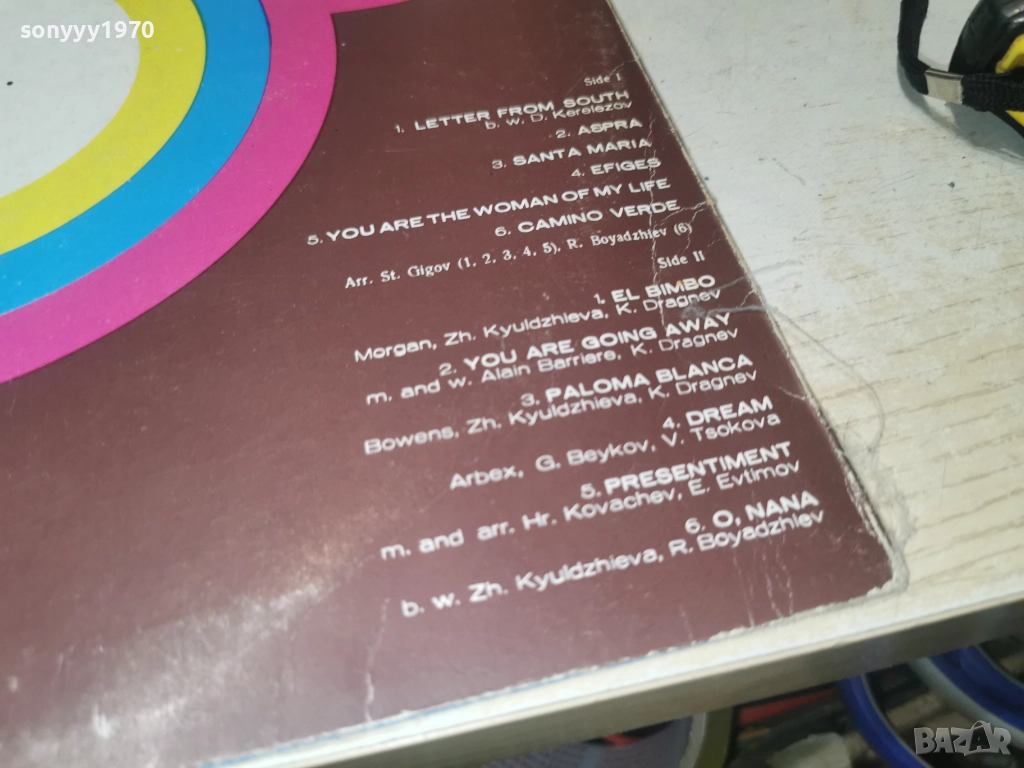 sonyyy1970
Side I
1. LETTER FROM SOUTH
b. w. D. Kerelezov
2. ASPRA
3. SANTA MARIA
4. EFIGES
5. YOU ARE THE WOMAN OF MY LIFE
6. CAMINO VERDE
Arr. St. Gigov (1, 2, 3, 4, 5), R. Boyadzhiev (6)
Side II
1. EL BIMBO
Morgan, Zh. Kyuldzhieva, K. Dragnev
2. YOU ARE GOING AWAY
m. and w. Alain Barriere, K. Dragnev
3. PALOMA BLANCA
Bowens, Zh. Kyuldzhieva, K. Dragnev
4. DREAM
Arbex, G. Beykov, V. Tsokova
5. PRESENTIMENT
m. and arr. Hr. Kovachev, E. Evtimov
6. O, NANA
b. w. Zh. Kyuldzhieva, R. Boyadzhiev
BAZAR